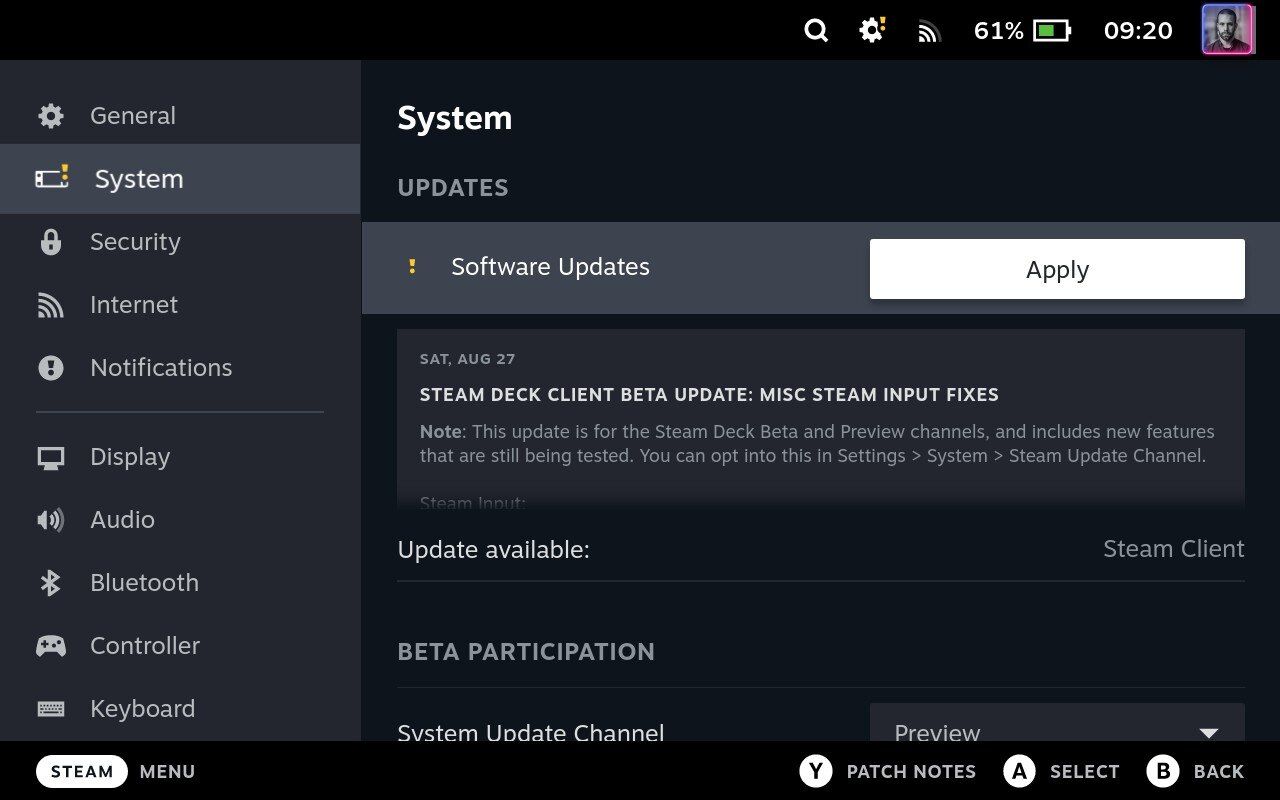 61% 09:20
General
System
Security
Internet
Notifications
Display
Audio
Bluetooth
Controller
Keyboard
System
UPDATES
Software Updates Apply
SAT, AUG 27
STEAM DECK CLIENT BETA UPDATE: MISC STEAM INPUT FIXES
Note: This update is for the Steam Deck Beta and Preview channels, and includes new features
that are still being tested. You can opt into this in Settings > System > Steam Update Channel.
Steam Input:
Update available: Steam Client
BETA PARTICIPATION
System Update Channel Preview
STEAM MENU Y PATCH NOTES A SELECT B BACK